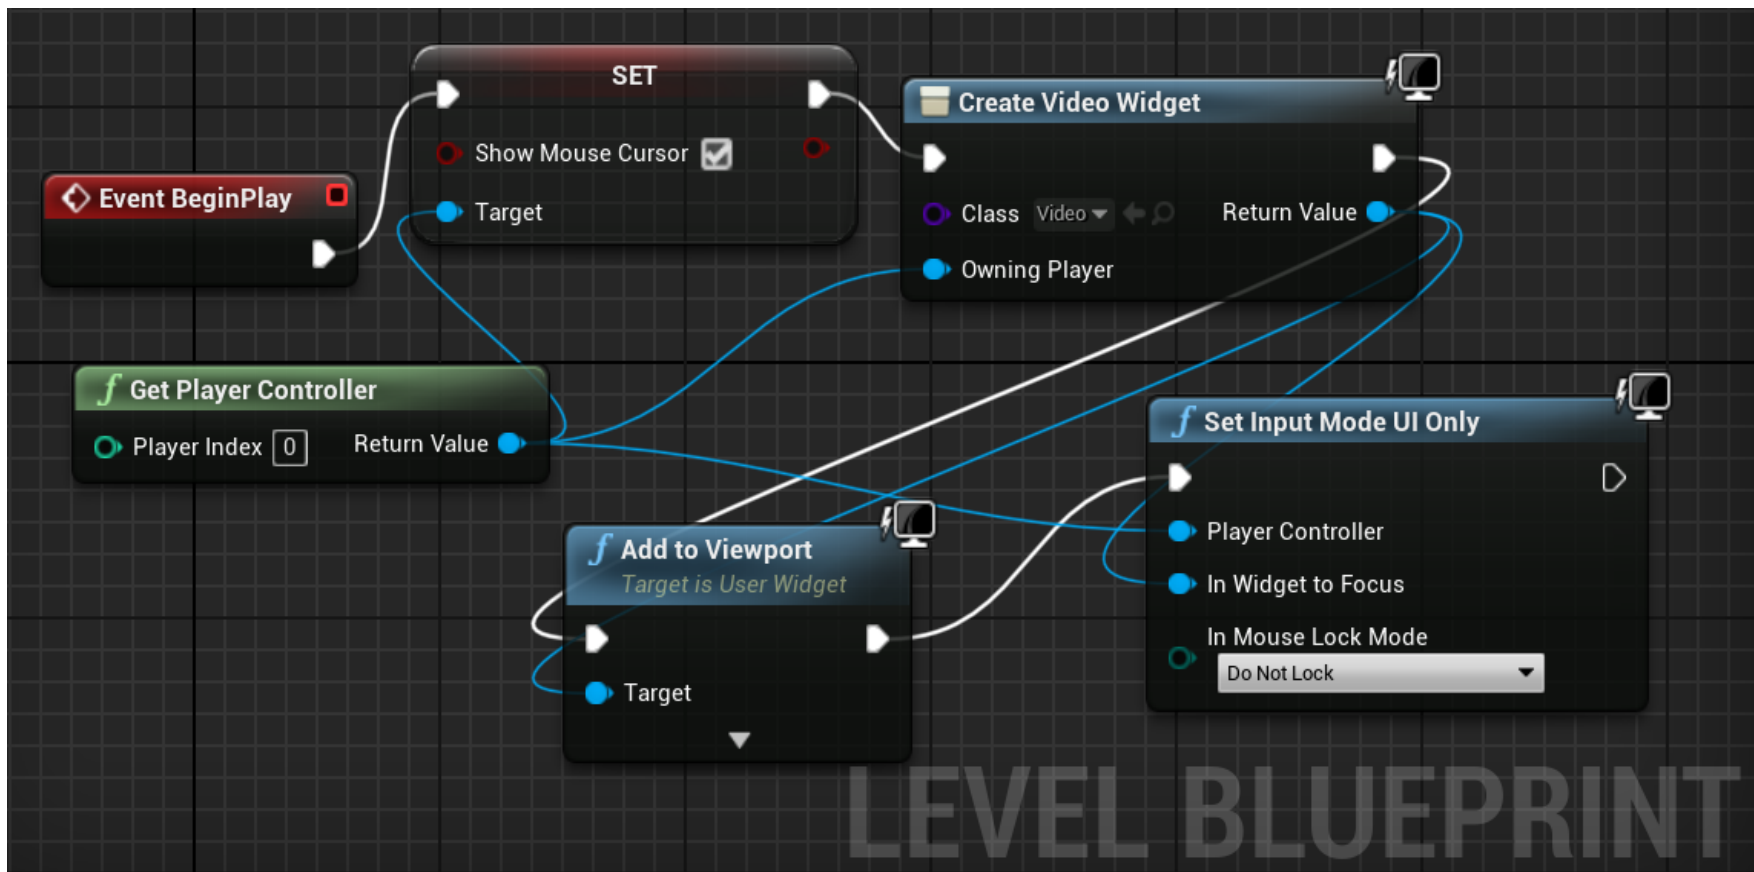 SET
Show Mouse Cursor
Target
Event BeginPlay
Create Video Widget
Class Video Return Value
Owning Player
f Get Player Controller
Player Index 0 Return Value
f Set Input Mode UI Only
Player Controller
In Widget to Focus
In Mouse Lock Mode
Do Not Lock
f Add to Viewport
Target is User Widget
Target
LEVEL BLUEPRINT